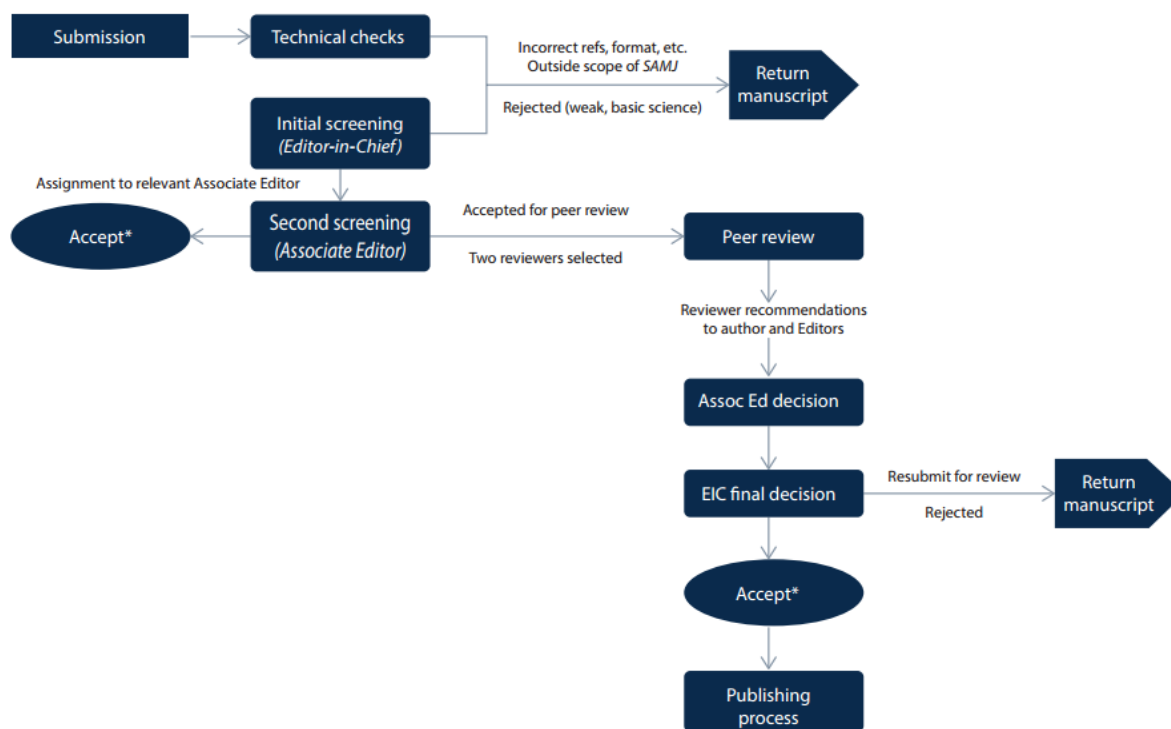 Submission
Technical checks
Incorrect refs, format, etc.
Outside scope of SAMJ
Rejected (weak, basic science)
Return
manuscript
Initial screening
(Editor-in-Chief)
Assignment to relevant Associate Editor
Accept*
Second screening
(Associate Editor)
Accepted for peer review
Two reviewers selected
Peer review
Reviewer recommendations
to author and Editors
Assoc Ed decision
EIC final decision
Resubmit for review
Rejected
Return
manuscript
Accept*
Publishing
process